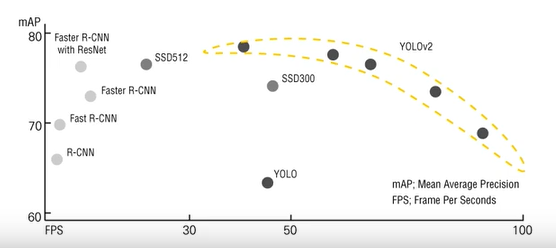 mAP
80
Faster R-CNN
with ResNet
SSD512
YOLOv2
Faster R-CNN
SSD300
70
Fast R-CNN
R-CNN
YOLO
mAP; Mean Average Precision
FPS; Frame Per Seconds
60
FPS
30
50
100